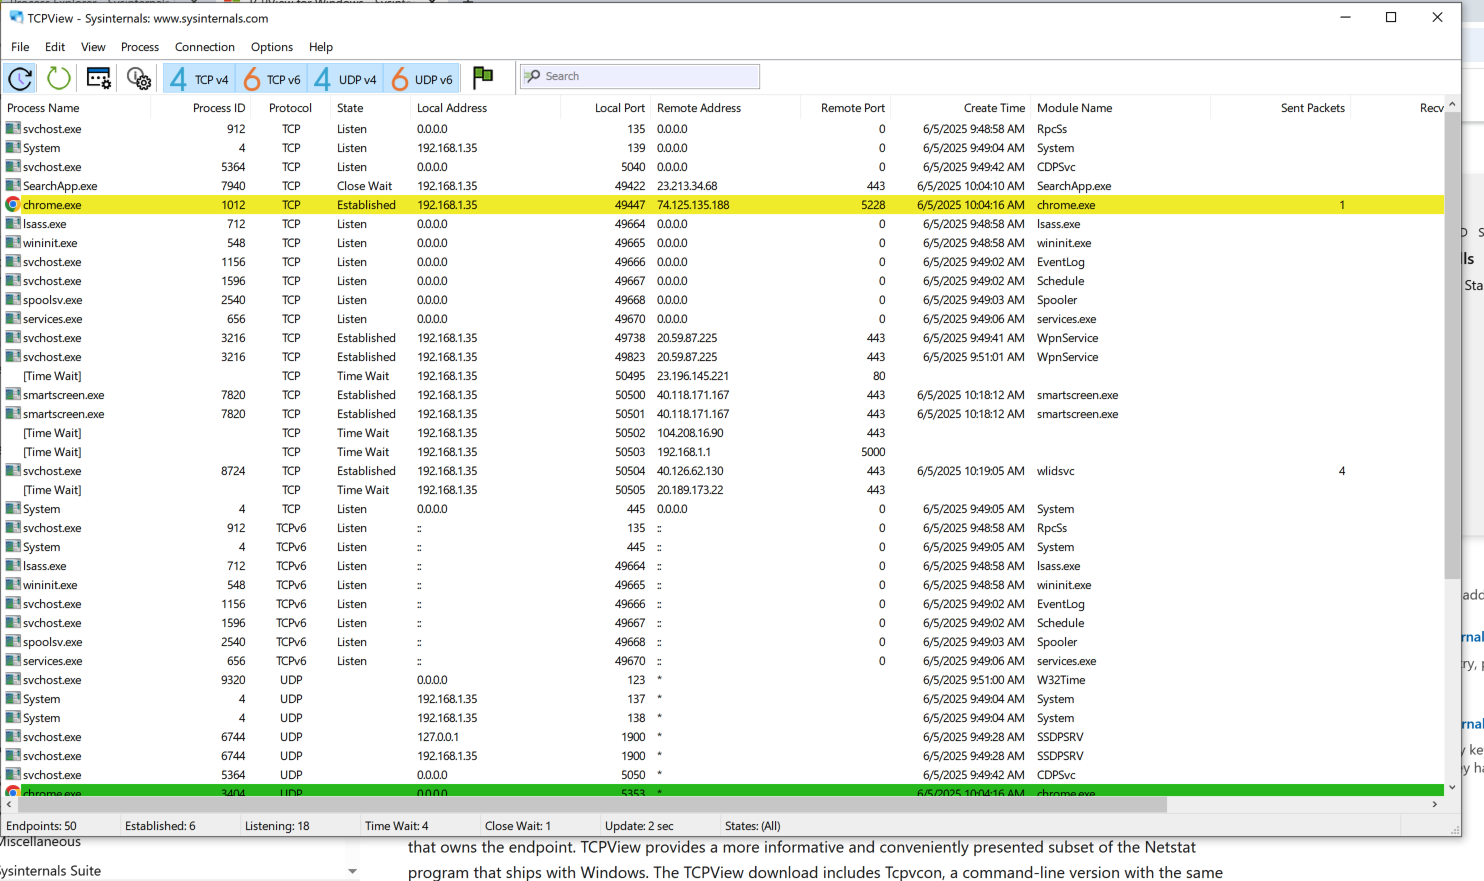 TCPView - Sysinternals: www.sysinternals.com
File Edit View Process Connection Options Help
4 TCP v4 6 TCP v6 4 UDP v4 6 UDP v6 Search
Process Name Process ID Protocol State Local Address Local Port Remote Address Remote Port Create Time Module Name Sent Packets Recv
svchost.exe 912 TCP Listen 0.0.0.0 135 0.0.0.0 0 6/5/2025 9:48:58 AM RpcSs
System 4 TCP Listen 192.168.1.35 139 0.0.0.0 0 6/5/2025 9:49:04 AM System
svchost.exe 5364 TCP Listen 0.0.0.0 5040 0.0.0.0 0 6/5/2025 9:49:42 AM CDPSvc
SearchApp.exe 7940 TCP Close Wait 192.168.1.35 49422 23.213.34.68 443 6/5/2025 10:04:10 AM SearchApp.exe
chrome.exe 1012 TCP Established 192.168.1.35 49447 74.125.135.188 5228 6/5/2025 10:04:16 AM chrome.exe 1
lsass.exe 712 TCP Listen 0.0.0.0 49664 0.0.0.0 0 6/5/2025 9:48:58 AM lsass.exe
wininit.exe 548 TCP Listen 0.0.0.0 49665 0.0.0.0 0 6/5/2025 9:48:58 AM wininit.exe
svchost.exe 1156 TCP Listen 0.0.0.0 49666 0.0.0.0 0 6/5/2025 9:49:02 AM EventLog
svchost.exe 1596 TCP Listen 0.0.0.0 49667 0.0.0.0 0 6/5/2025 9:49:02 AM Schedule
spoolsv.exe 2540 TCP Listen 0.0.0.0 49668 0.0.0.0 0 6/5/2025 9:49:03 AM Spooler
services.exe 656 TCP Listen 0.0.0.0 49670 0.0.0.0 0 6/5/2025 9:49:06 AM services.exe
svchost.exe 3216 TCP Established 192.168.1.35 49738 20.59.87.225 443 6/5/2025 9:49:41 AM WpnService
svchost.exe 3216 TCP Established 192.168.1.35 49823 20.59.87.225 443 6/5/2025 9:51:01 AM WpnService
[Time Wait] TCP Time Wait 192.168.1.35 50495 23.196.145.221 80
smartscreen.exe 7820 TCP Established 192.168.1.35 50500 40.118.171.167 443 6/5/2025 10:18:12 AM smartscreen.exe
smartscreen.exe 7820 TCP Established 192.168.1.35 50501 40.118.171.167 443 6/5/2025 10:18:12 AM smartscreen.exe
[Time Wait] TCP Time Wait 192.168.1.35 50502 104.208.16.90 443
[Time Wait] TCP Time Wait 192.168.1.35 50503 192.168.1.1 5000
svchost.exe 8724 TCP Established 192.168.1.35 50504 40.126.62.130 443 6/5/2025 10:19:05 AM wlidsvc 4
[Time Wait] TCP Time Wait 192.168.1.35 50505 20.189.173.22 443
System 4 TCP Listen 0.0.0.0 445 0.0.0.0 0 6/5/2025 9:49:05 AM System
svchost.exe 912 TCPv6 Listen :: 135 :: 0 6/5/2025 9:48:58 AM RpcSs
System 4 TCPv6 Listen :: 445 :: 0 6/5/2025 9:49:05 AM System
lsass.exe 712 TCPv6 Listen :: 49664 :: 0 6/5/2025 9:48:58 AM lsass.exe
wininit.exe 548 TCPv6 Listen :: 49665 :: 0 6/5/2025 9:48:58 AM wininit.exe
svchost.exe 1156 TCPv6 Listen :: 49666 :: 0 6/5/2025 9:49:02 AM EventLog
svchost.exe 1596 TCPv6 Listen :: 49667 :: 0 6/5/2025 9:49:02 AM Schedule
spoolsv.exe 2540 TCPv6 Listen :: 49668 :: 0 6/5/2025 9:49:03 AM Spooler
services.exe 656 TCPv6 Listen :: 49670 :: 0 6/5/2025 9:49:06 AM services.exe
svchost.exe 9320 UDP 0.0.0.0 123 * 6/5/2025 9:51:00 AM W32Time
System 4 UDP 192.168.1.35 137 * 6/5/2025 9:49:04 AM System
System 4 UDP 192.168.1.35 138 * 6/5/2025 9:49:04 AM System
svchost.exe 6744 UDP 127.0.0.1 1900 * 6/5/2025 9:49:28 AM SSDPSRV
svchost.exe 6744 UDP 192.168.1.35 1900 * 6/5/2025 9:49:28 AM SSDPSRV
svchost.exe 5364 UDP 0.0.0.0 5050 * 6/5/2025 9:49:42 AM CDPSvc
chrome.exe 3404 UDP 0.0.0.0 5353 * 6/5/2025 10:04:16 AM chrome.exe
Endpoints: 50 Established: 6 Listening: 18 Time Wait: 4 Close Wait: 1 Update: 2 sec States: (All)
Miscellaneous
Sysinternals Suite
that owns the endpoint. TCPView provides a more informative and conveniently presented subset of the Netstat
program that ships with Windows. The TCPView download includes Tcpvcon, a command-line version with the same